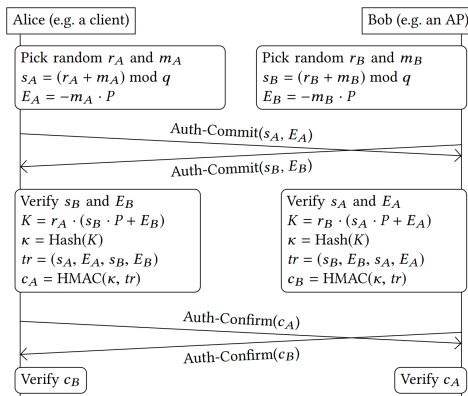 Alice (e.g. a client)
Bob (e.g. an AP)
Pick random r_A and m_A
s_A = (r_A + m_A) mod q
E_A = −m_A · P
Pick random r_B and m_B
s_B = (r_B + m_B) mod q
E_B = −m_B · P
Auth-Commit(s_A, E_A)
Auth-Commit(s_B, E_B)
Verify s_B and E_B
K = r_A · (s_B · P + E_B)
κ = Hash(K)
tr = (s_A, E_A, s_B, E_B)
c_A = HMAC(κ, tr)
Verify s_A and E_A
K = r_B · (s_A · P + E_A)
κ = Hash(K)
tr = (s_B, E_B, s_A, E_A)
c_B = HMAC(κ, tr)
Auth-Confirm(c_A)
Auth-Confirm(c_B)
Verify c_B
Verify c_A